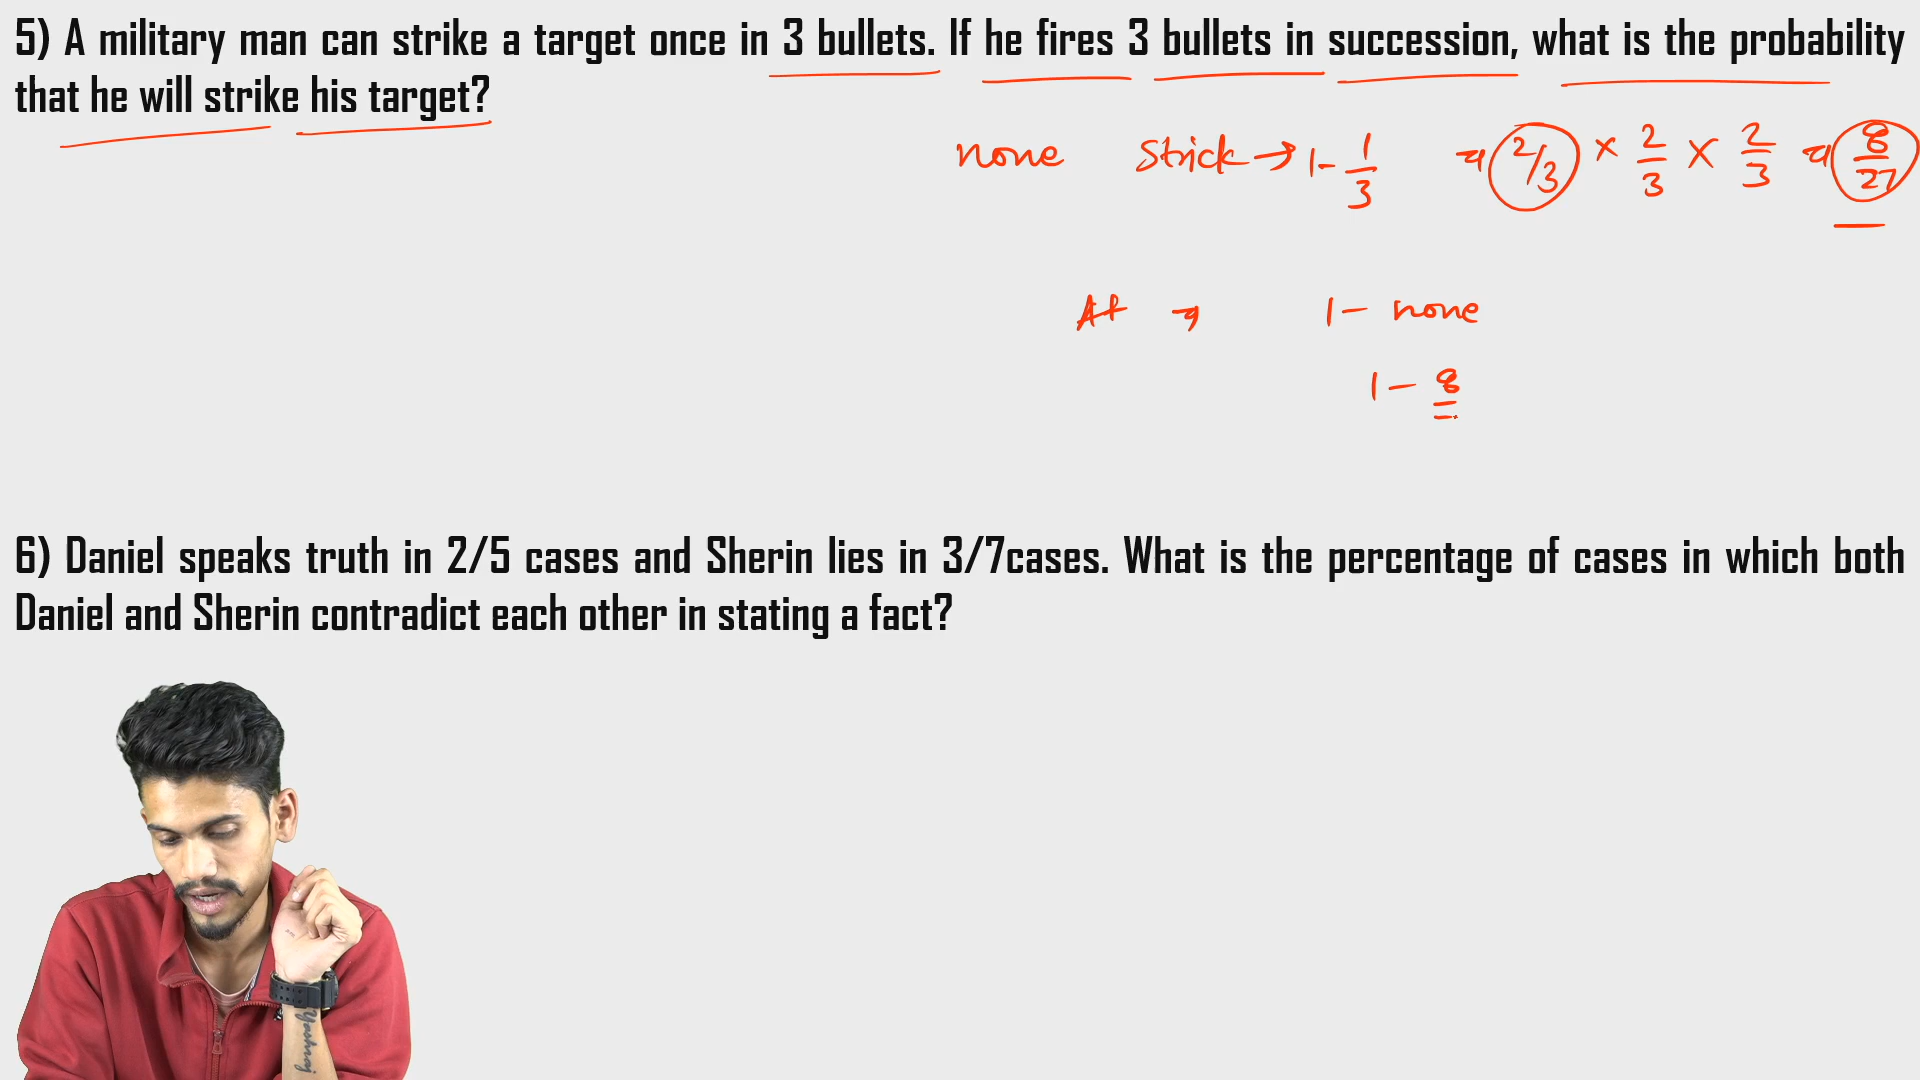 5) A military man can strike a target once in 3 bullets. If he fires 3 bullets in succession, what is the probability
that he will strike his target?
none strick → 1 - 1/3 ⇒ 2/3 × 2/3 × 2/3 ⇒ 8/27
At ⇒ 1 - none
1 - 8
6) Daniel speaks truth in 2/5 cases and Sherin lies in 3/7cases. What is the percentage of cases in which both
Daniel and Sherin contradict each other in stating a fact?
Yashraj